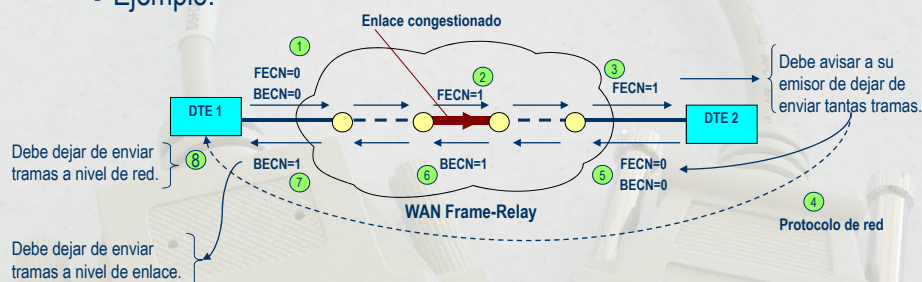 • Ejemplo:
Enlace congestionado
1
FECN=0
BECN=0
2
FECN=1
3
FECN=1
Debe avisar a su
emisor de dejar de
enviar tantas tramas.
DTE 1
DTE 2
Debe dejar de enviar
tramas a nivel de red.
8
BECN=1
7
6
BECN=1
5
FECN=0
BECN=0
WAN Frame-Relay
4
Protocolo de red
Debe dejar de enviar
tramas a nivel de enlace.